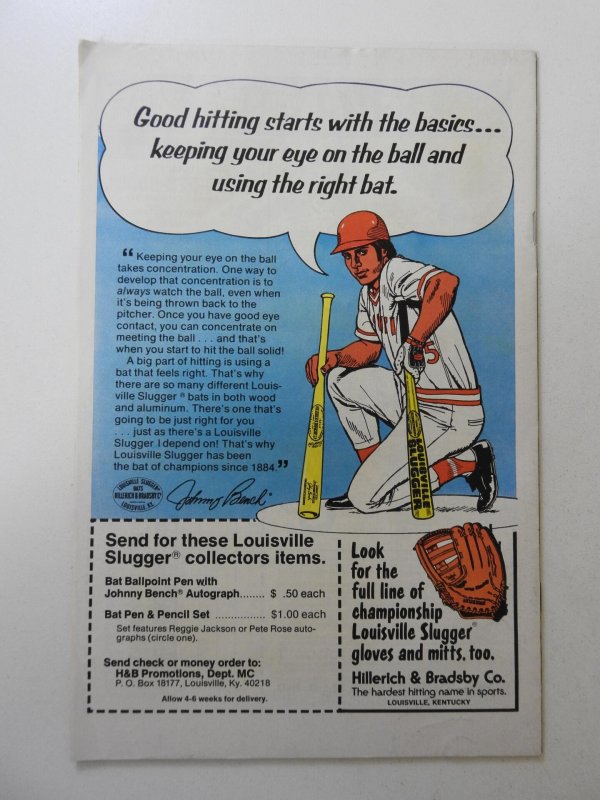 Good hitting starts with the basics...
keeping your eye on the ball and
using the right bat.
“ Keeping your eye on the ball
takes concentration. One way to
develop that concentration is to
always watch the ball, even when
it's being thrown back to the
pitcher. Once you have good eye
contact, you can concentrate on
meeting the ball . . . and that's
when you start to hit the ball solid!
A big part of hitting is using a
bat that feels right. That's why
there are so many different Louis-
ville Slugger ® bats in both wood
and aluminum. There's one that's
going to be just right for you
. . . just as there's a Louisville
Slugger I depend on! That's why
Louisville Slugger has been
the bat of champions since 1884.”
LOUISVILLE SLUGGER
BATS
HILLERICH & BRADSBY Co
LOUISVILLE, KY.
Johnny Bench
5
LOUISVILLE
SLUGGER
Send for these Louisville
Slugger® collectors items.
Bat Ballpoint Pen with
Johnny Bench® Autograph........ $ .50 each
Bat Pen & Pencil Set ................ $1.00 each
Set features Reggie Jackson or Pete Rose auto-
graphs (circle one).
Send check or money order to:
H&B Promotions, Dept. MC
P. O. Box 18177, Louisville, Ky. 40218
Allow 4-6 weeks for delivery.
Look
for the
full line of
championship
Louisville Slugger
gloves and mitts, too.
Hillerich & Bradsby Co.
The hardest hitting name in sports.
LOUISVILLE, KENTUCKY